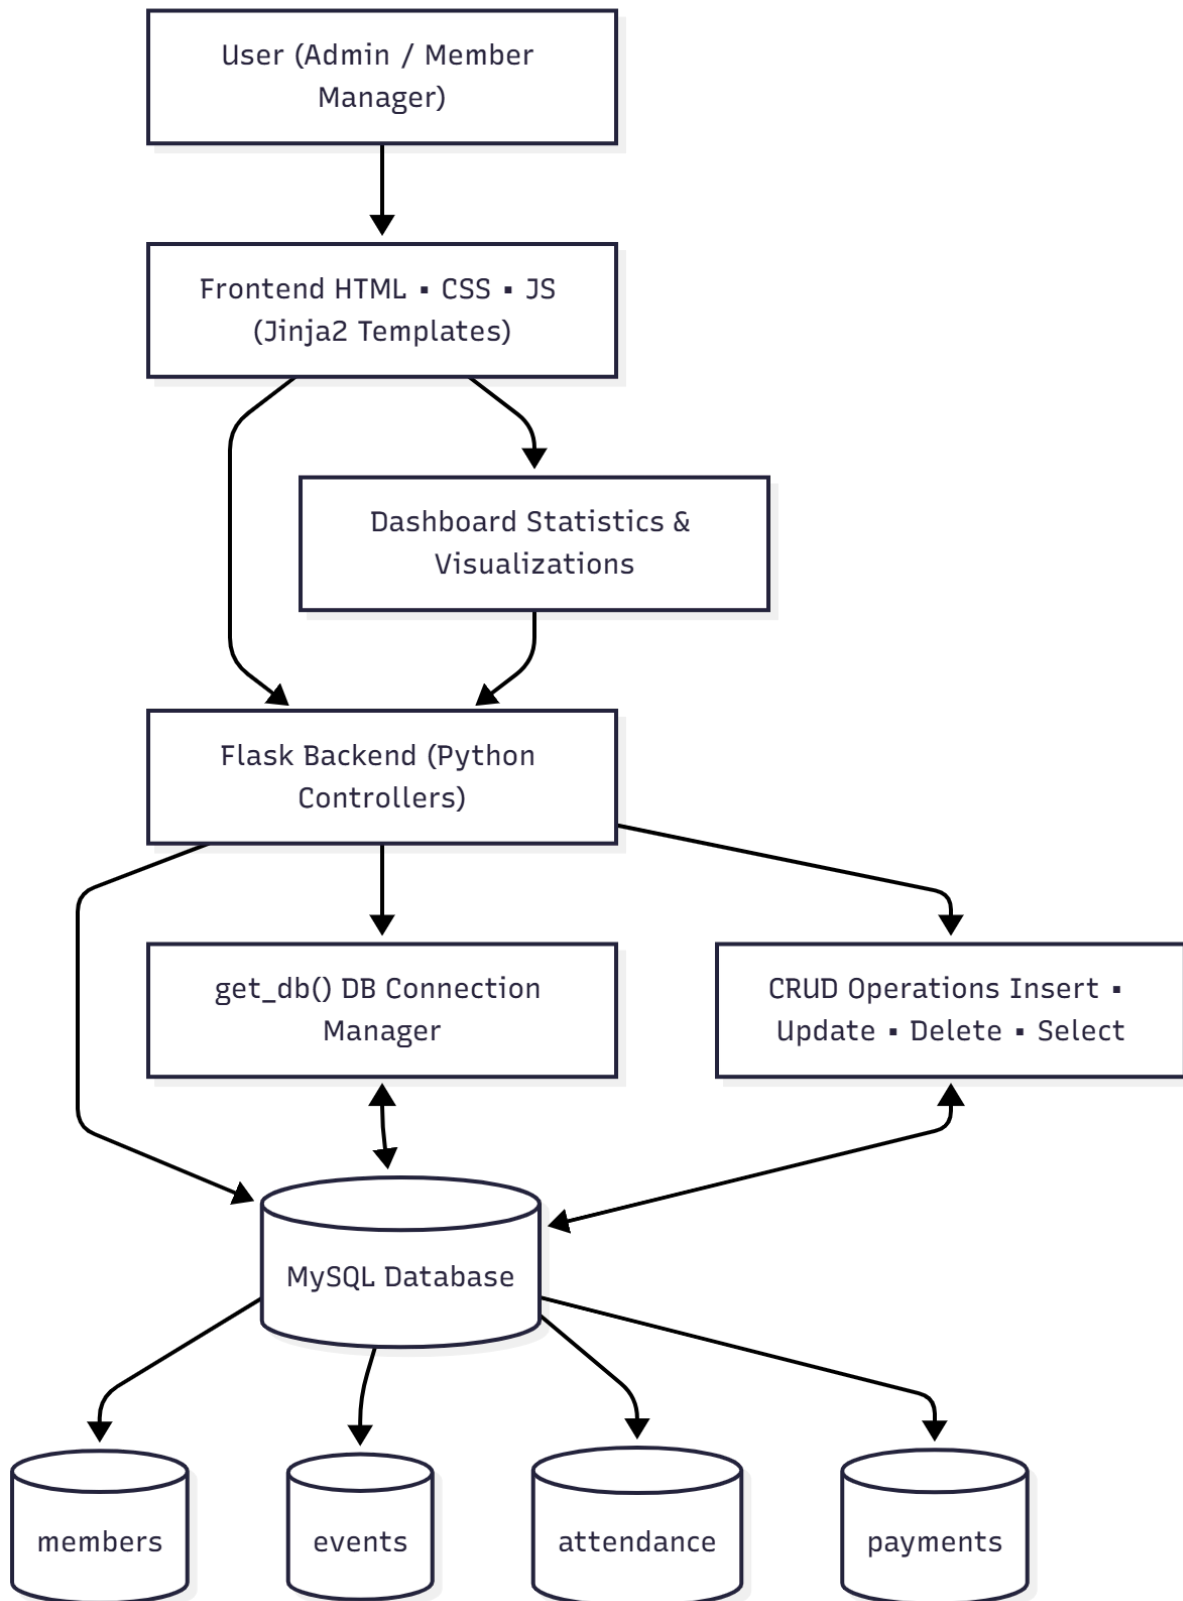 User (Admin / Member
Manager)
Frontend HTML ▪ CSS ▪ JS
(Jinja2 Templates)
Dashboard Statistics &
Visualizations
Flask Backend (Python
Controllers)
get_db() DB Connection
Manager
CRUD Operations Insert ▪
Update ▪ Delete ▪ Select
MySQL Database
members
events
attendance
payments